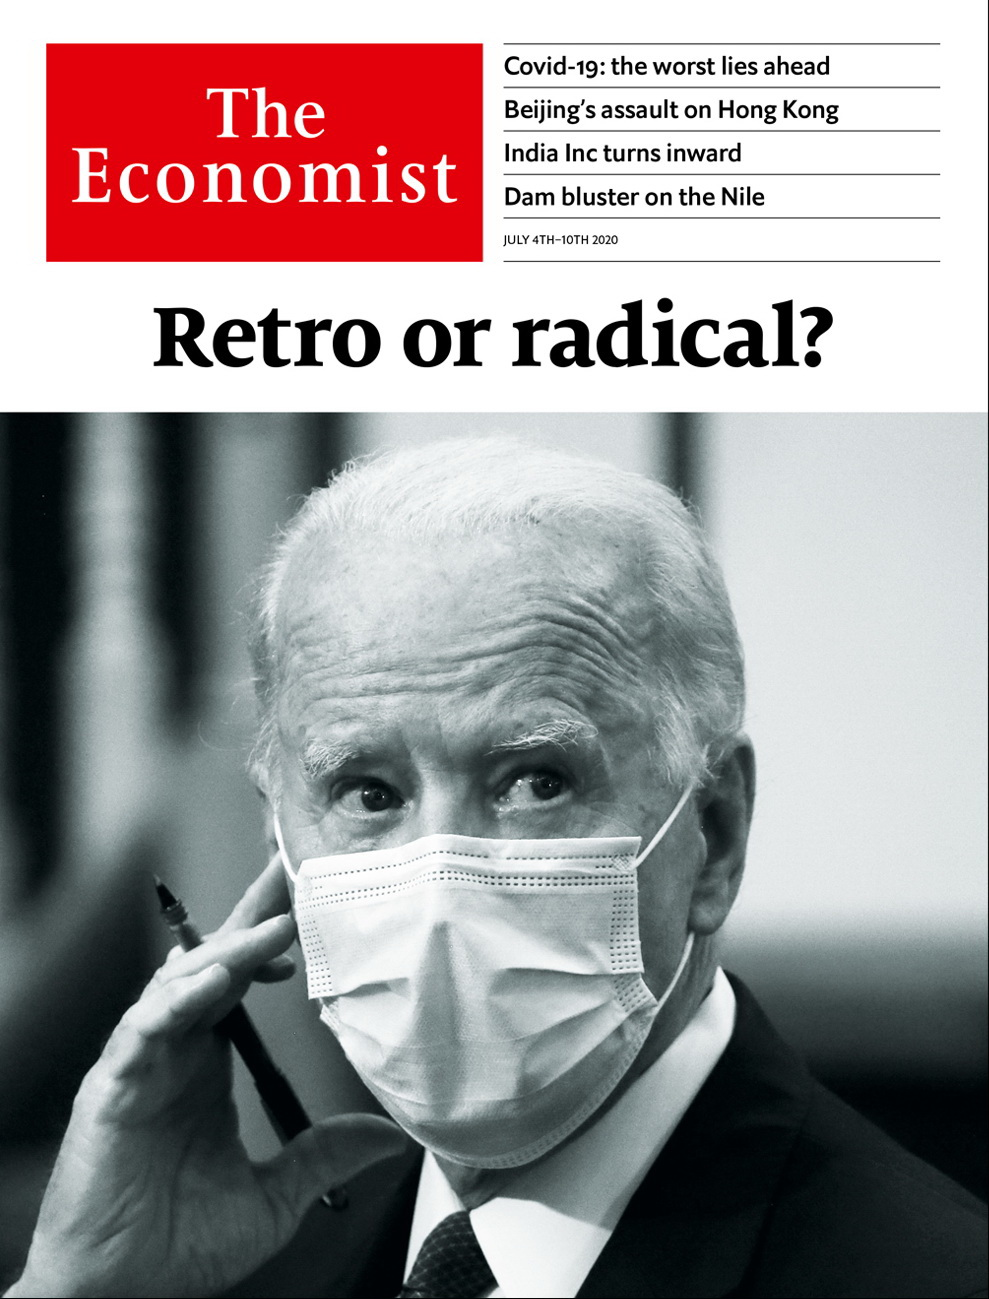 The
Economist
Covid-19: the worst lies ahead
Beijing's assault on Hong Kong
India Inc turns inward
Dam bluster on the Nile
JULY 4TH–10TH 2020
Retro or radical?